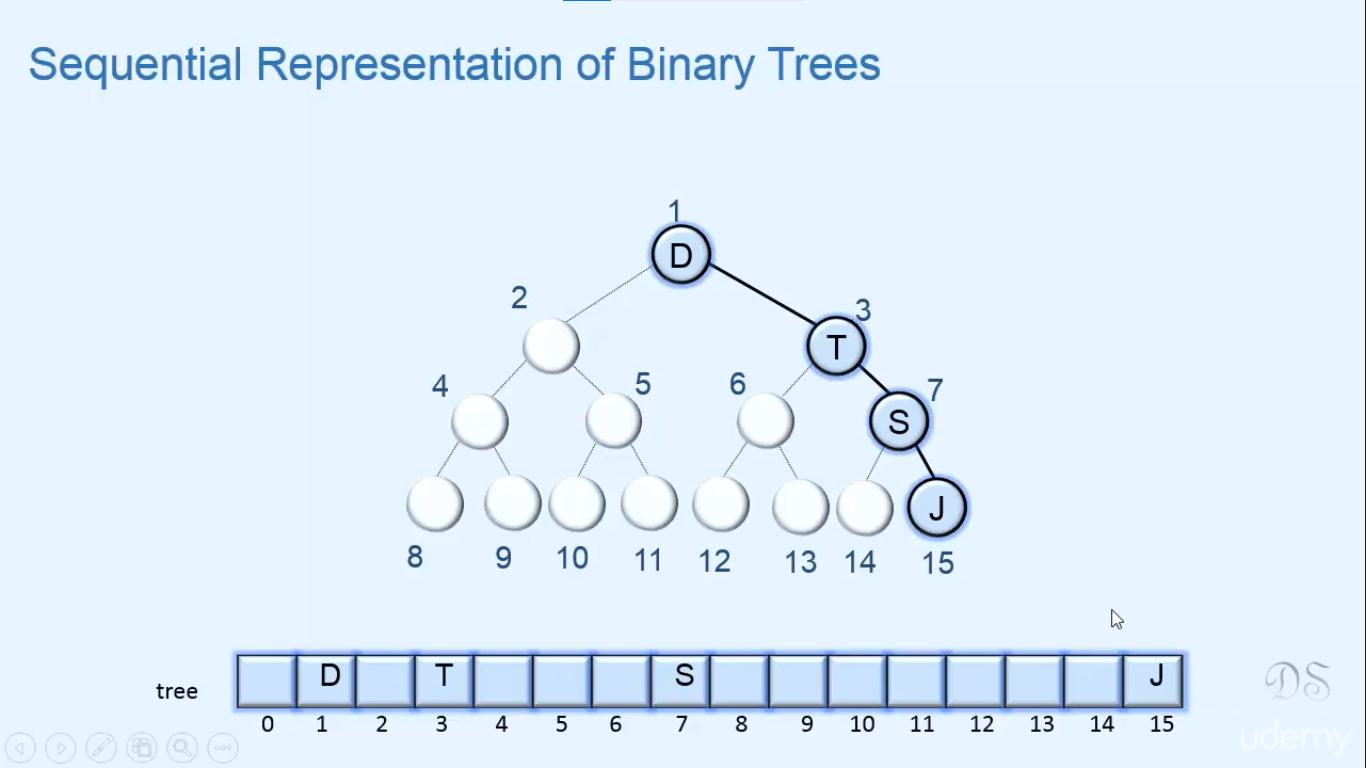 Sequential Representation of Binary Trees
1
D
2
3
T
4
5
6
7
S
J
8 9 10 11 12 13 14 15
tree D T S J
0 1 2 3 4 5 6 7 8 9 10 11 12 13 14 15
DS
udemy